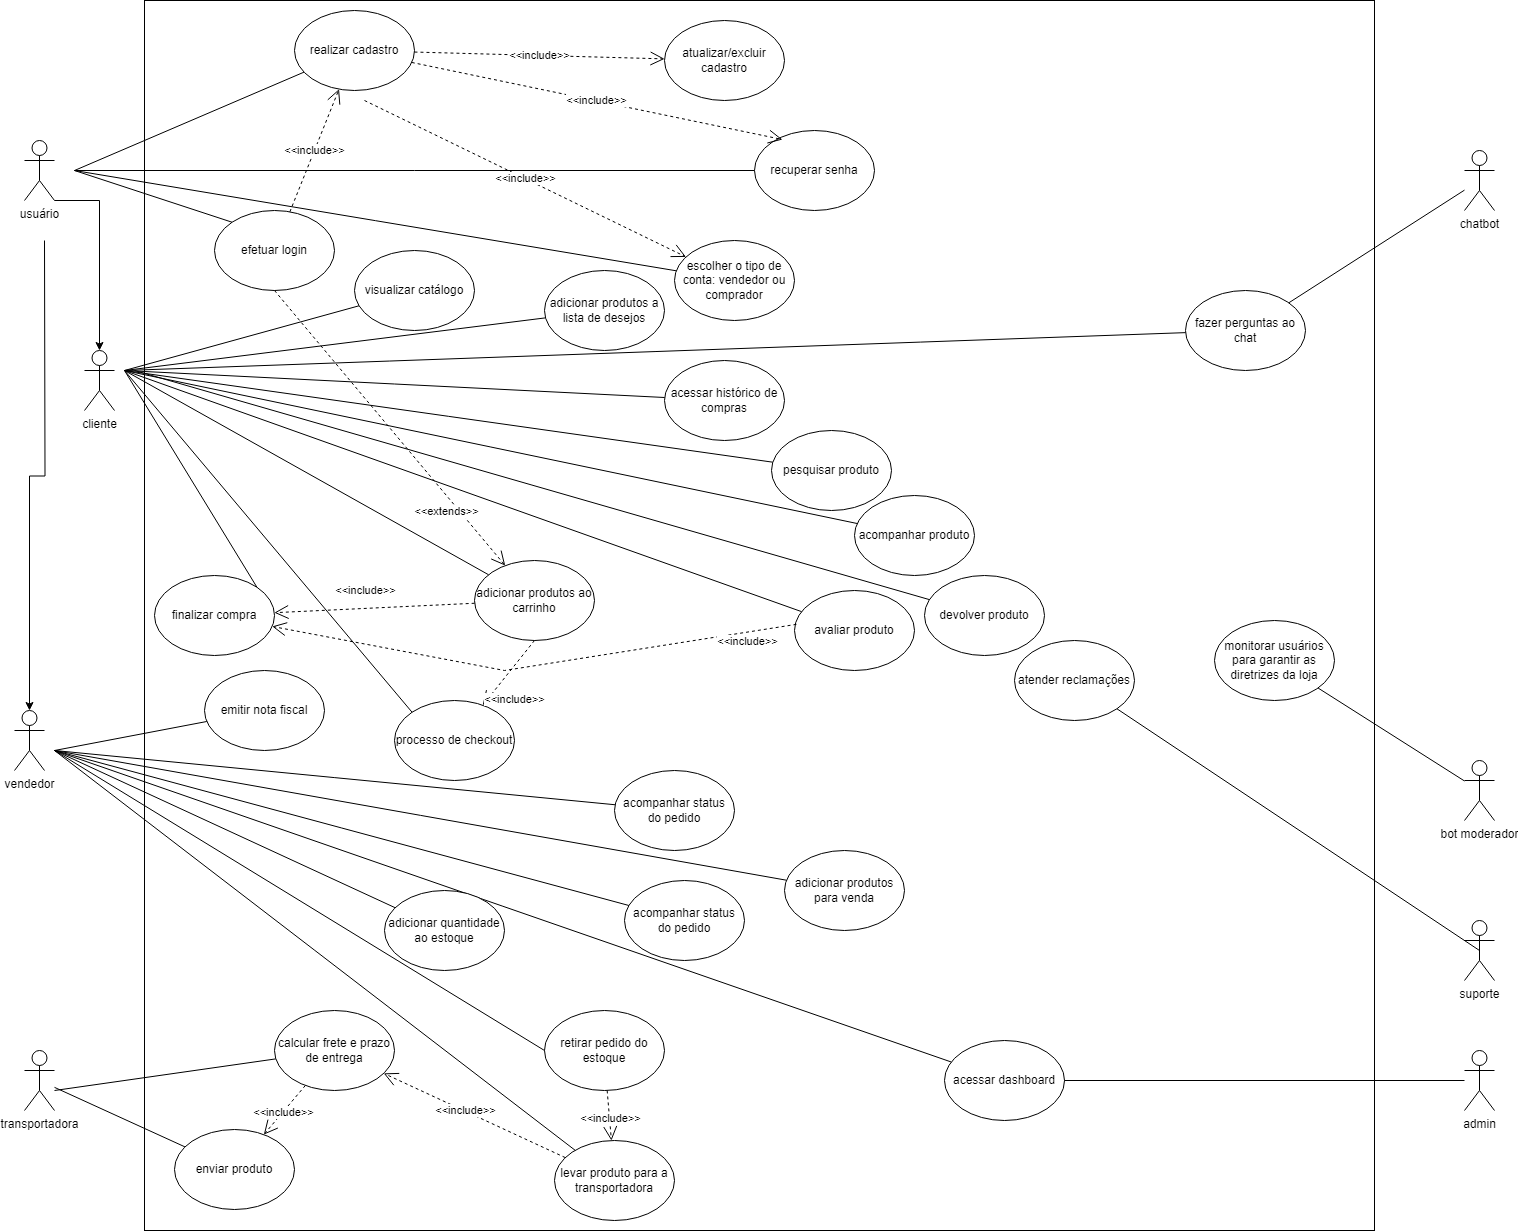 realizar cadastro
<<include>>
atualizar/excluir
cadastro
<<include>>
<<include>>
recuperar senha
<<include>>
usuário
chatbot
efetuar login
escolher o tipo de
conta: vendedor ou
comprador
visualizar catálogo
adicionar produtos a
lista de desejos
fazer perguntas ao
chat
cliente
acessar histórico de
compras
pesquisar produto
<<extends>>
acompanhar produto
<<include>>
adicionar produtos ao
carrinho
finalizar compra
avaliar produto
devolver produto
<<include>>
monitorar usuários
para garantir as
diretrizes da loja
atender reclamações
<<include>>
emitir nota fiscal
processo de checkout
vendedor
acompanhar status
do pedido
bot moderador
adicionar produtos
para venda
adicionar quantidade
ao estoque
acompanhar status
do pedido
suporte
calcular frete e prazo
de entrega
retirar pedido do
estoque
acessar dashboard
<<include>>
<<include>>
<<include>>
transportadora
admin
enviar produto
levar produto para a
transportadora